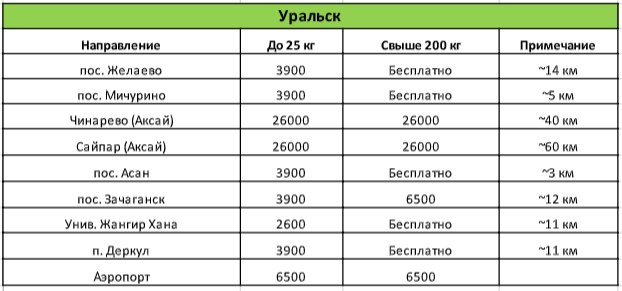 Уральск
Направление До 25 кг Свыше 200 кг Примечание
пос. Желаево 3900 Бесплатно ~14 км
пос. Мичурино 3900 Бесплатно ~5 км
Чинарево (Аксай) 26000 26000 ~40 км
Сайпар (Аксай) 26000 26000 ~60 км
пос. Асан 3900 Бесплатно ~3 км
пос. Зачаганск 3900 6500 ~12 км
Унив. Жангир Хана 2600 Бесплатно ~11 км
п. Деркул 3900 Бесплатно ~11 км
Аэропорт 6500 6500